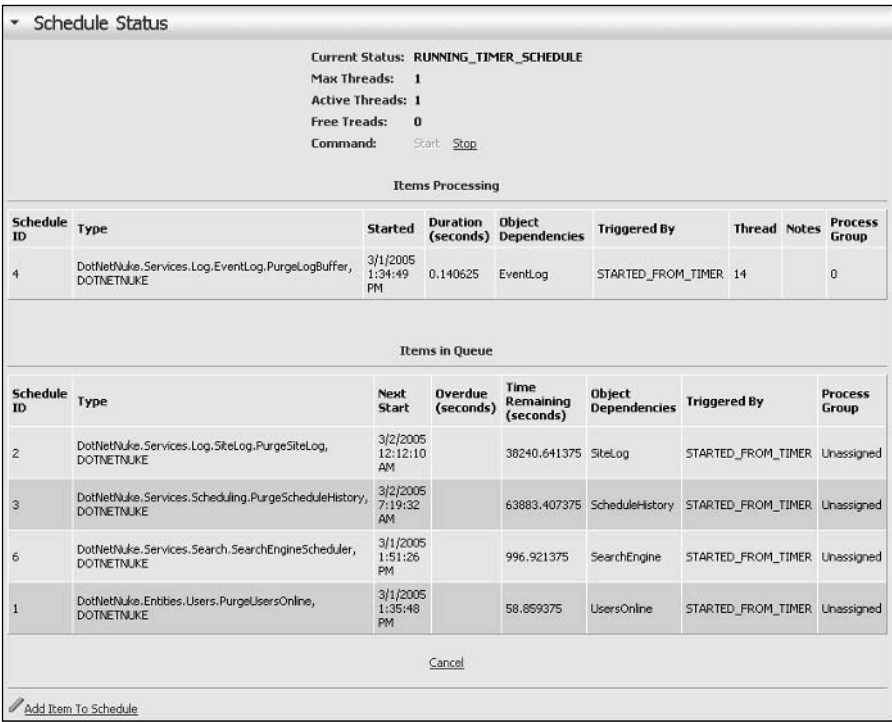 Schedule Status
Current Status: RUNNING_TIMER_SCHEDULE
Max Threads: 1
Active Threads: 1
Free Treads: 0
Command: Start Stop
Items Processing
Schedule ID Type Started Duration (seconds) Object Dependencies Triggered By Thread Notes Process Group
4 DotNetNuke.Services.Log.EventLog.PurgeLogBuffer, DOTNETNUKE 3/1/2005 1:34:49 PM 0.140625 EventLog STARTED_FROM_TIMER 14 0
Items in Queue
Schedule ID Type Next Start Overdue (seconds) Time Remaining (seconds) Object Dependencies Triggered By Process Group
2 DotNetNuke.Services.Log.SiteLog.PurgeSiteLog, DOTNETNUKE 3/2/2005 12:12:10 AM 38240.641375 SiteLog STARTED_FROM_TIMER Unassigned
3 DotNetNuke.Services.Scheduling.PurgeScheduleHistory, DOTNETNUKE 3/2/2005 7:19:32 AM 63883.407375 ScheduleHistory STARTED_FROM_TIMER Unassigned
6 DotNetNuke.Services.Search.SearchEngineScheduler, DOTNETNUKE 3/1/2005 1:51:26 PM 996.921375 SearchEngine STARTED_FROM_TIMER Unassigned
1 DotNetNuke.Entities.Users.PurgeUsersOnline, DOTNETNUKE 3/1/2005 1:35:48 PM 58.859375 UsersOnline STARTED_FROM_TIMER Unassigned
Cancel
Add Item To Schedule